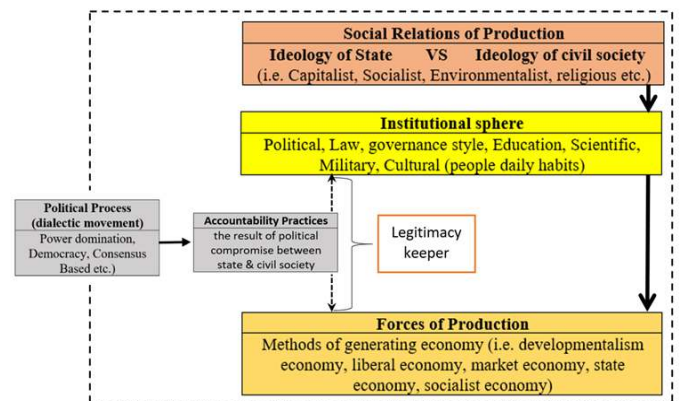 Social Relations of Production
Ideology of State VS Ideology of civil society
(i.e. Capitalist, Socialist, Environmentalist, religious etc.)
Institutional sphere
Political, Law, governance style, Education, Scientific,
Military, Cultural (people daily habits)
Political Process
(dialectic movement)
Power domination,
Democracy, Consensus
Based etc.)
Accountability Practices
the result of political
compromise between
state & civil society
Legitimacy
keeper
Forces of Production
Methods of generating economy (i.e. developmentalism
economy, liberal economy, market economy, state
economy, socialist economy)